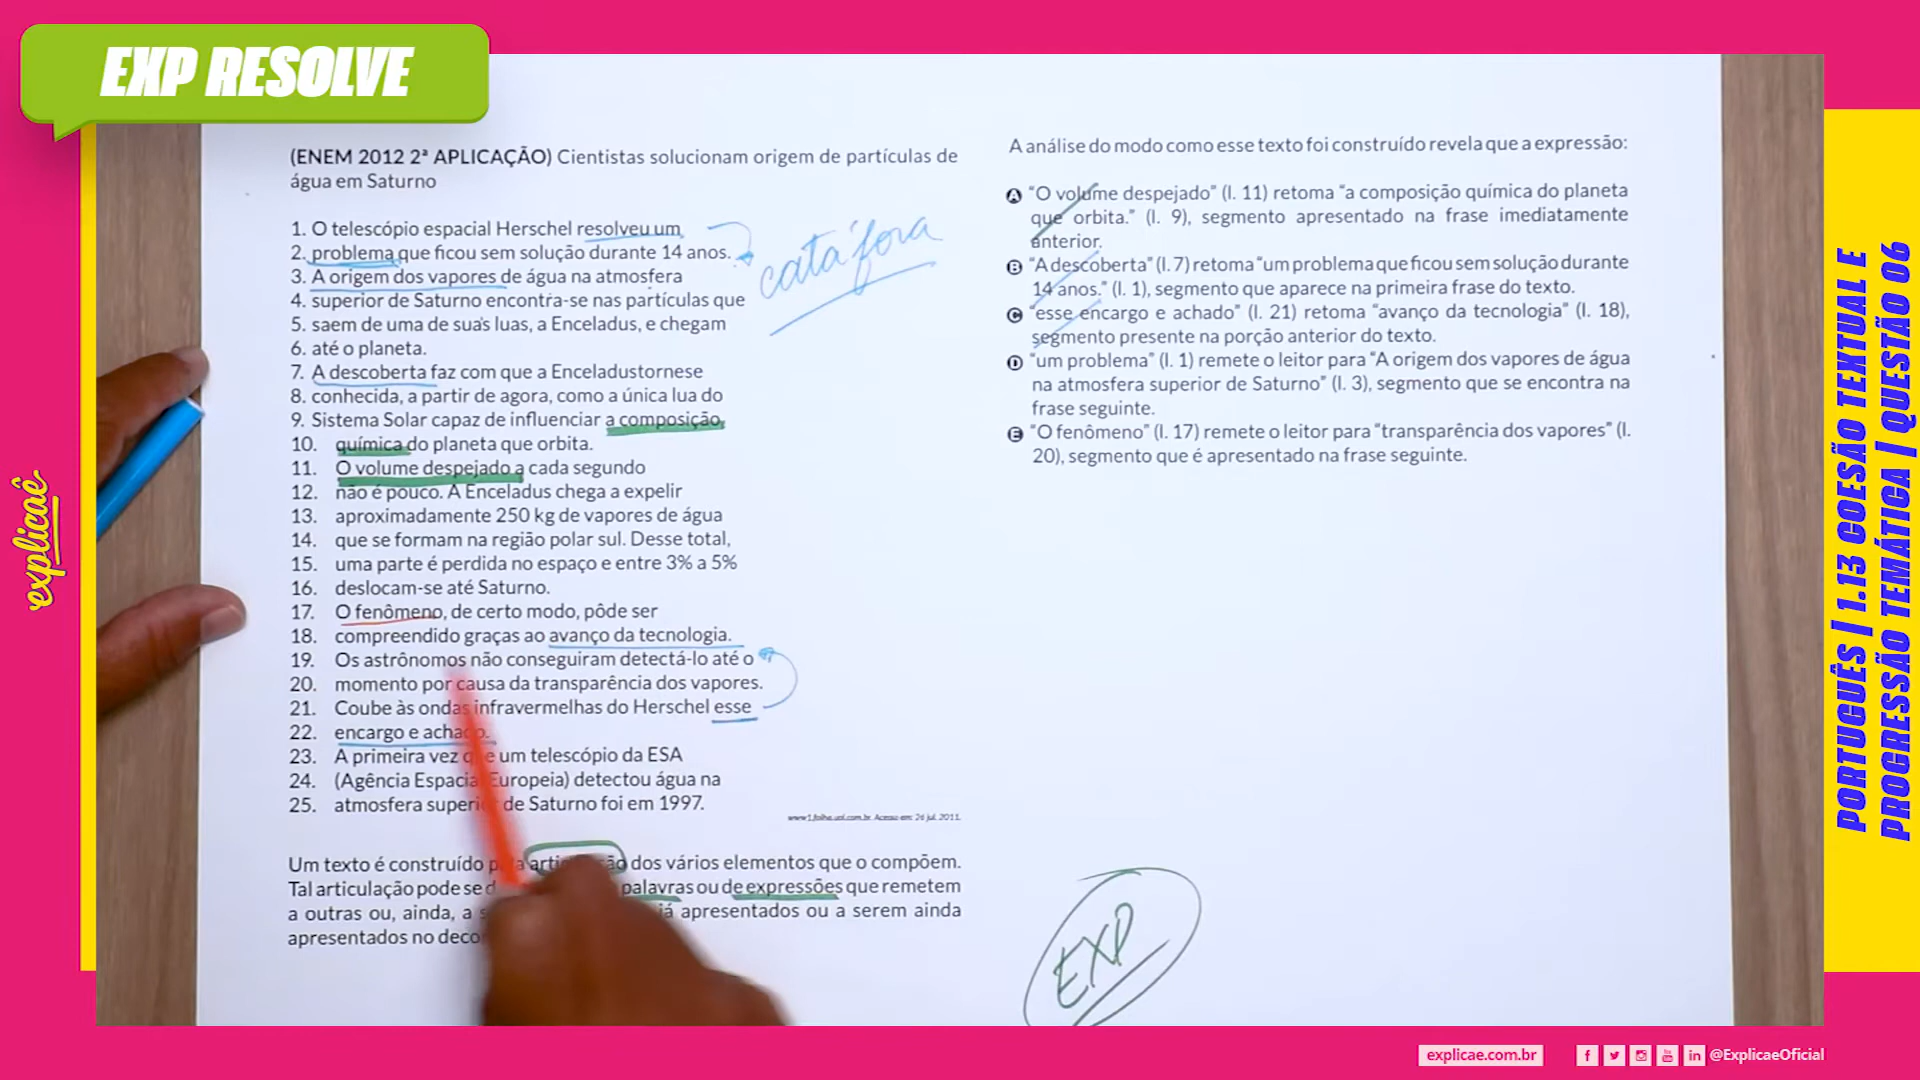 EXP RESOLVE
(ENEM 2012 2ª APLICAÇÃO) Cientistas solucionam origem de partículas de
água em Saturno
1. O telescópio espacial Herschel resolveu um
2. problema que ficou sem solução durante 14 anos.
3. A origem dos vapores de água na atmosfera
4. superior de Saturno encontra-se nas partículas que
5. saem de uma de suas luas, a Enceladus, e chegam
6. até o planeta.
7. A descoberta faz com que a Enceladustornese
8. conhecida, a partir de agora, como a única lua do
9. Sistema Solar capaz de influenciar a composição
10. química do planeta que orbita.
11. O volume despejado a cada segundo
12. não é pouco. A Enceladus chega a expelir
13. aproximadamente 250 kg de vapores de água
14. que se formam na região polar sul. Desse total,
15. uma parte é perdida no espaço e entre 3% a 5%
16. deslocam-se até Saturno.
17. O fenômeno, de certo modo, pôde ser
18. compreendido graças ao avanço da tecnologia.
19. Os astrônomos não conseguiram detectá-lo até o
20. momento por causa da transparência dos vapores.
21. Coube às ondas infravermelhas do Herschel esse
22. encargo e achado.
23. A primeira vez que um telescópio da ESA
24. (Agência Espacial Europeia) detectou água na
25. atmosfera superior de Saturno foi em 1997.
www1.folha.uol.com.br. Acesso em: 26 jul. 2011.
Um texto é construído pela articulação dos vários elementos que o compõem.
Tal articulação pode se palavras ou de expressões que remetem
a outras ou, ainda, a já apresentados ou a serem ainda
apresentados no
catáfora
A análise do modo como esse texto foi construído revela que a expressão:
A "O volume despejado" (l. 11) retoma "a composição química do planeta
que orbita." (l. 9), segmento apresentado na frase imediatamente
anterior.
B "A descoberta" (l. 7) retoma "um problema que ficou sem solução durante
14 anos." (l. 1), segmento que aparece na primeira frase do texto.
C "esse encargo e achado" (l. 21) retoma "avanço da tecnologia" (l. 18),
segmento presente na porção anterior do texto.
D "um problema" (l. 1) remete o leitor para "A origem dos vapores de água
na atmosfera superior de Saturno" (l. 3), segmento que se encontra na
frase seguinte.
E "O fenômeno" (l. 17) remete o leitor para "transparência dos vapores" (l.
20), segmento que é apresentado na frase seguinte.
EXP
explicaê
PORTUGUÊS | 1.13 COESÃO TEXTUAL E
PROGRESSÃO TEMÁTICA | QUESTÃO 06
explicae.com.br
@ExplicaeOficial